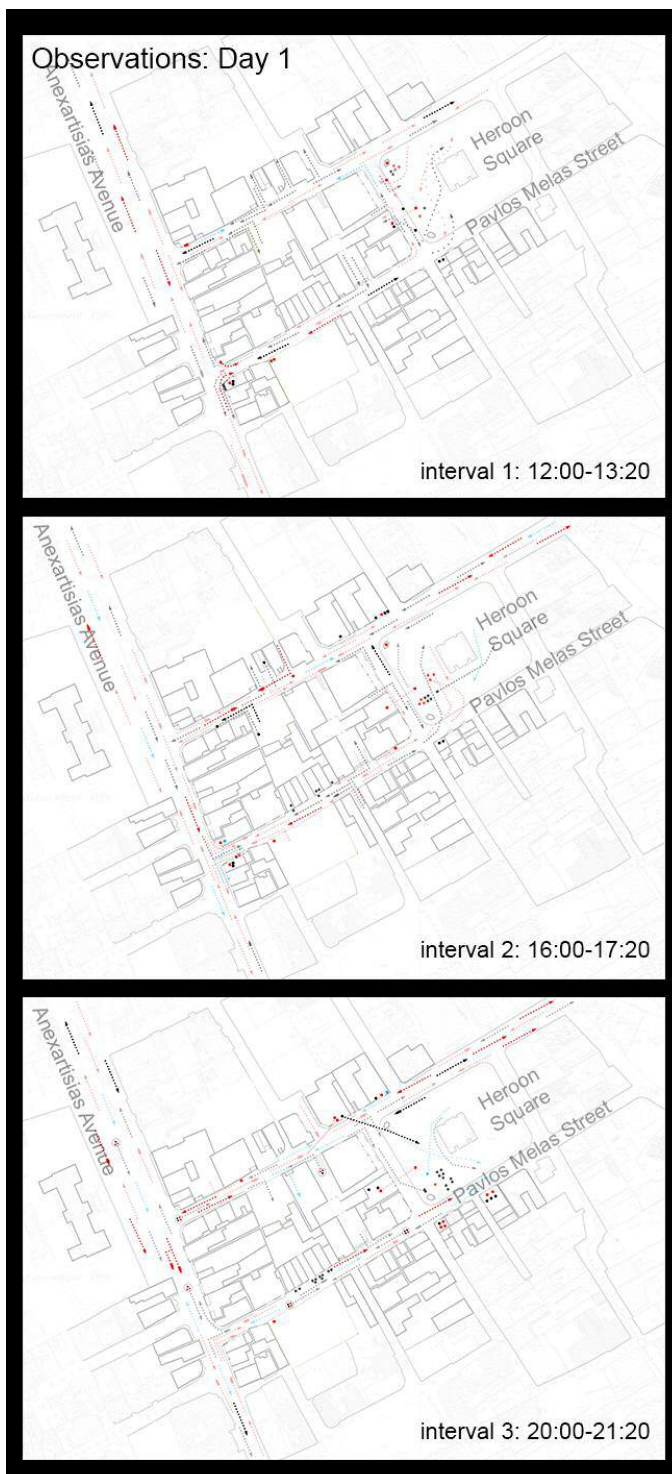 Observations: Day 1
Anexartisias Avenue
Heroon
Square
Pavlos Melas Street
interval 1: 12:00-13:20
Anexartisias Avenue
Heroon
Square
Pavlos Melas Street
interval 2: 16:00-17:20
Anexartisias Avenue
Heroon
Square
Pavlos Melas Street
interval 3: 20:00-21:20